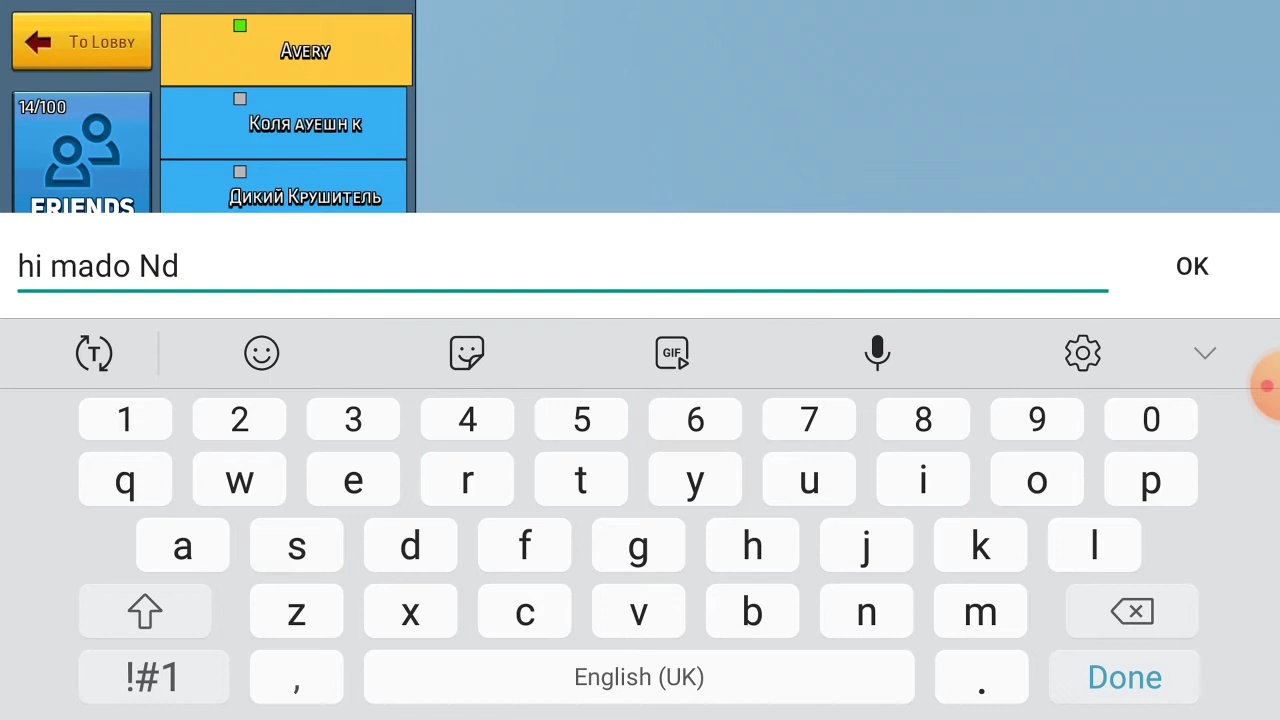 To Lobby
Avery
14/100
Коля ауешн к
Дикий Крушитель
FRIENDS
hi mado Nd
OK
T
GIF
1 2 3 4 5 6 7 8 9 0
q w e r t y u i o p
a s d f g h j k l
z x c v b n m
!#1 , English (UK) . Done